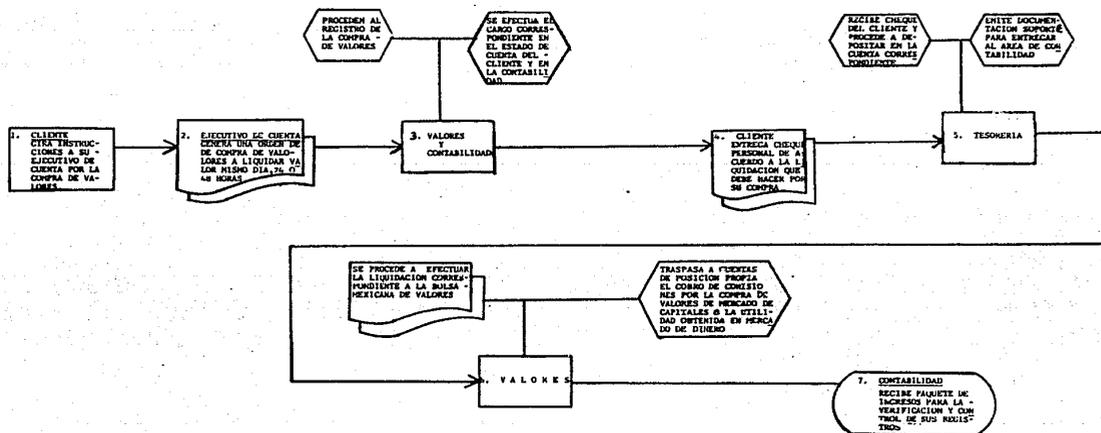 PROCEDEN AL
REGISTRO DE
LA COMPRA -
DE VALORES
SE EFECTUA EL
CARGO CORRES-
PONDIENTE EN
EL ESTADO DE
CUENTA DEL -
CLIENTE Y EN
LA CONTABILI
DAD
RECIBE CHEQUE
DEL CLIENTE Y
PROCEDE A DE-
POSITAR EN LA
CUENTA CORRES
PONDIENTE
EMITE DOCUMEN-
TACION SOPORTE
PARA ENTREGAR
AL AREA DE CON
TABILIDAD
1. CLIENTE
INSTRUC-
CIONES A SU -
EJECUTIVO DE
CUENTA POR LA
COMPRA DE VA-
LORES
2. EJECUTIVO DE CUENTA
GENERA UNA ORDEN DE
DE COMPRA DE VALO-
LORES A LIQUIDAR VA
LOR MISMO DIA, 24 O
48 HORAS
3. VALORES
Y
CONTABILIDAD
4. CLIENTE
ENTREGA CHEQUE
PERSONAL DE A-
CUERDO A LA LI
QUIDACION QUE
DEBE HACER POR
SU COMPRA
5. TESORERIA
SE PROCEDE A EFECTUAR
LA LIQUIDACION CORRES-
PONDIENTE A LA BOLSA -
MEXICANA DE VALORES
TRASPASA A CUENTAS
DE POSICION PROPIA
EL COBRO DE COMISIO
NES POR LA COMPRA DE
VALORES DE MERCADO DE
CAPITALES O LA UTILI-
DAD OBTENIDA EN MERCA
DO DE DINERO
. VALORES
7. CONTABILIDAD
RECIBE PAQUETE DE
INGRESOS PARA LA -
VERIFICACION Y CON
TROL DE SUS REGIS-
TROS